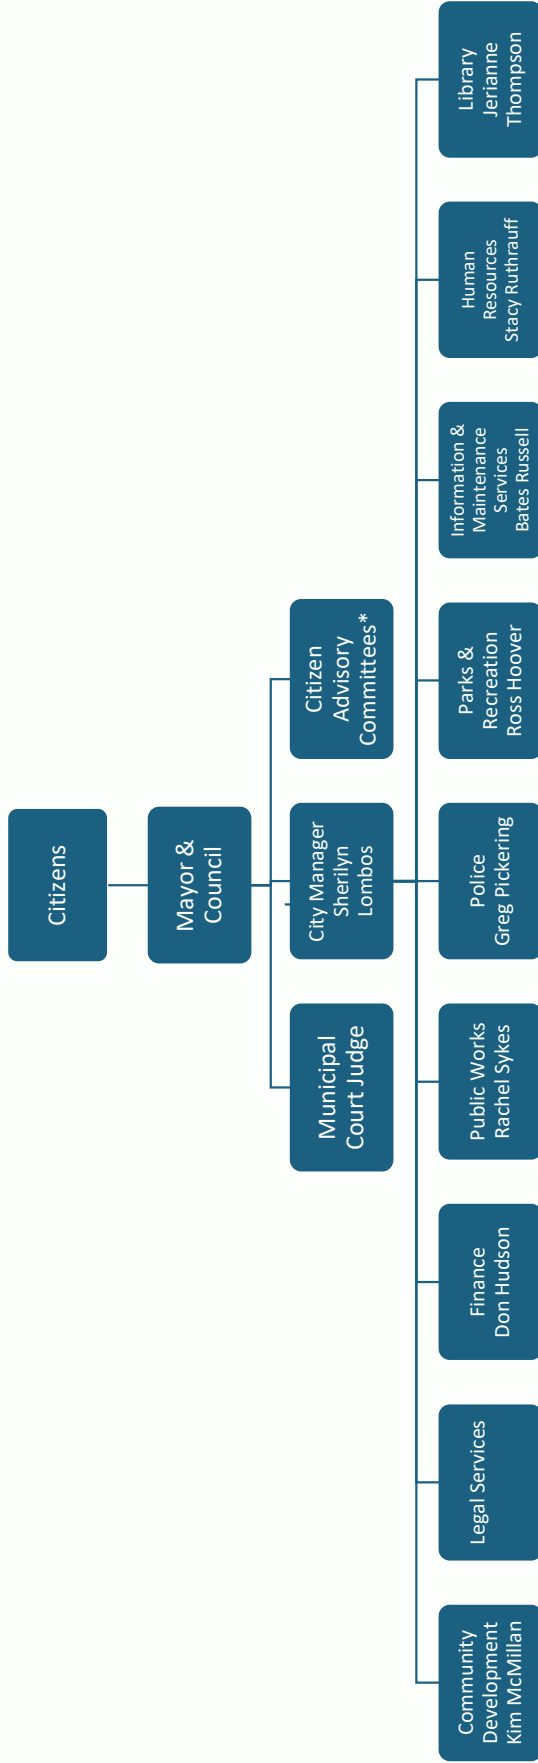 Citizens
Mayor &
Council
Municipal
Court Judge
City Manager
Sherilyn
Lombos
Citizen
Advisory
Committees*
Community
Development
Kim McMillan
Legal Services
Finance
Don Hudson
Public Works
Rachel Sykes
Police
Greg Pickering
Parks &
Recreation
Ross Hoover
Information &
Maintenance
Services
Bates Russell
Human
Resources
Stacy Ruthrauff
Library
Jerianne
Thompson